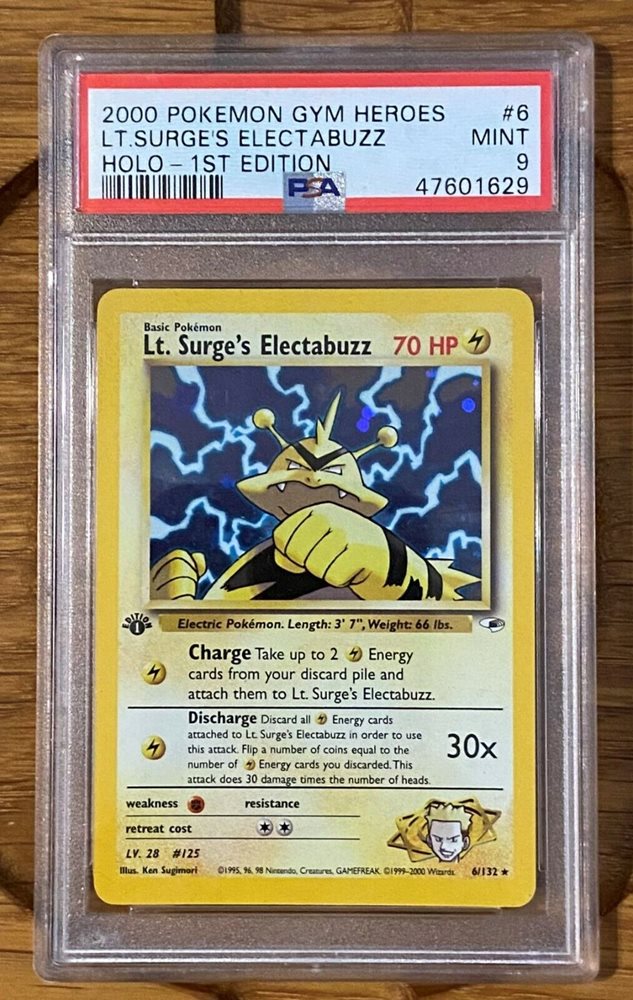 2000 POKEMON GYM HEROES #6
LT.SURGE'S ELECTABUZZ MINT
HOLO - 1ST EDITION 9
PSA 47601629
Basic Pokémon
Lt. Surge's Electabuzz 70 HP
EDITION 1
Electric Pokémon. Length: 3' 7", Weight: 66 lbs.
Charge Take up to 2 Energy
cards from your discard pile and
attach them to Lt. Surge's Electabuzz.
Discharge Discard all Energy cards
attached to Lt. Surge's Electabuzz in order to use
this attack. Flip a number of coins equal to the
number of Energy cards you discarded. This
attack does 30 damage times the number of heads.
30x
weakness resistance
retreat cost
LV. 28 #125
Illus. Ken Sugimori ©1995, 96, 98 Nintendo, Creatures, GAMEFREAK. ©1999-2000 Wizards. 6/132 ★